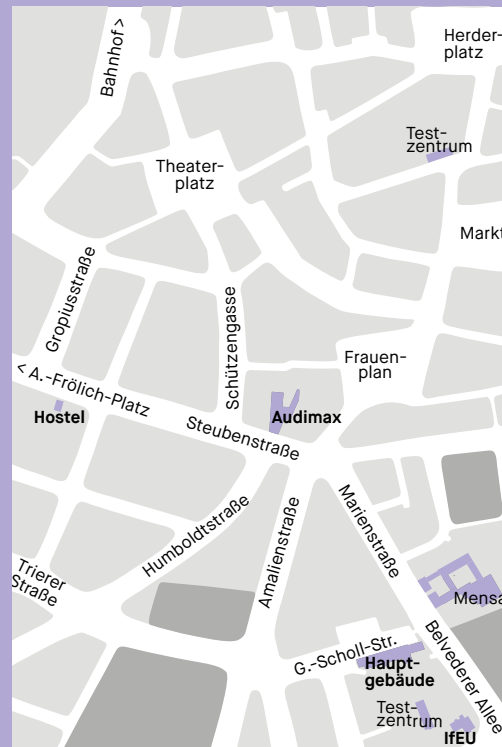 Bahnhof >
Herder-
platz
Test-
zentrum
Theater-
platz
Markt
Gropiusstraße
Schützengasse
Frauen-
plan
< A.-Frölich-Platz
Hostel
Audimax
Steubenstraße
Marienstraße
Humboldtstraße
Amalienstraße
Trierer
Straße
Mensa
Belvederer Allee
G.-Scholl-Str.
Haupt-
gebäude
Test-
zentrum
IfEU